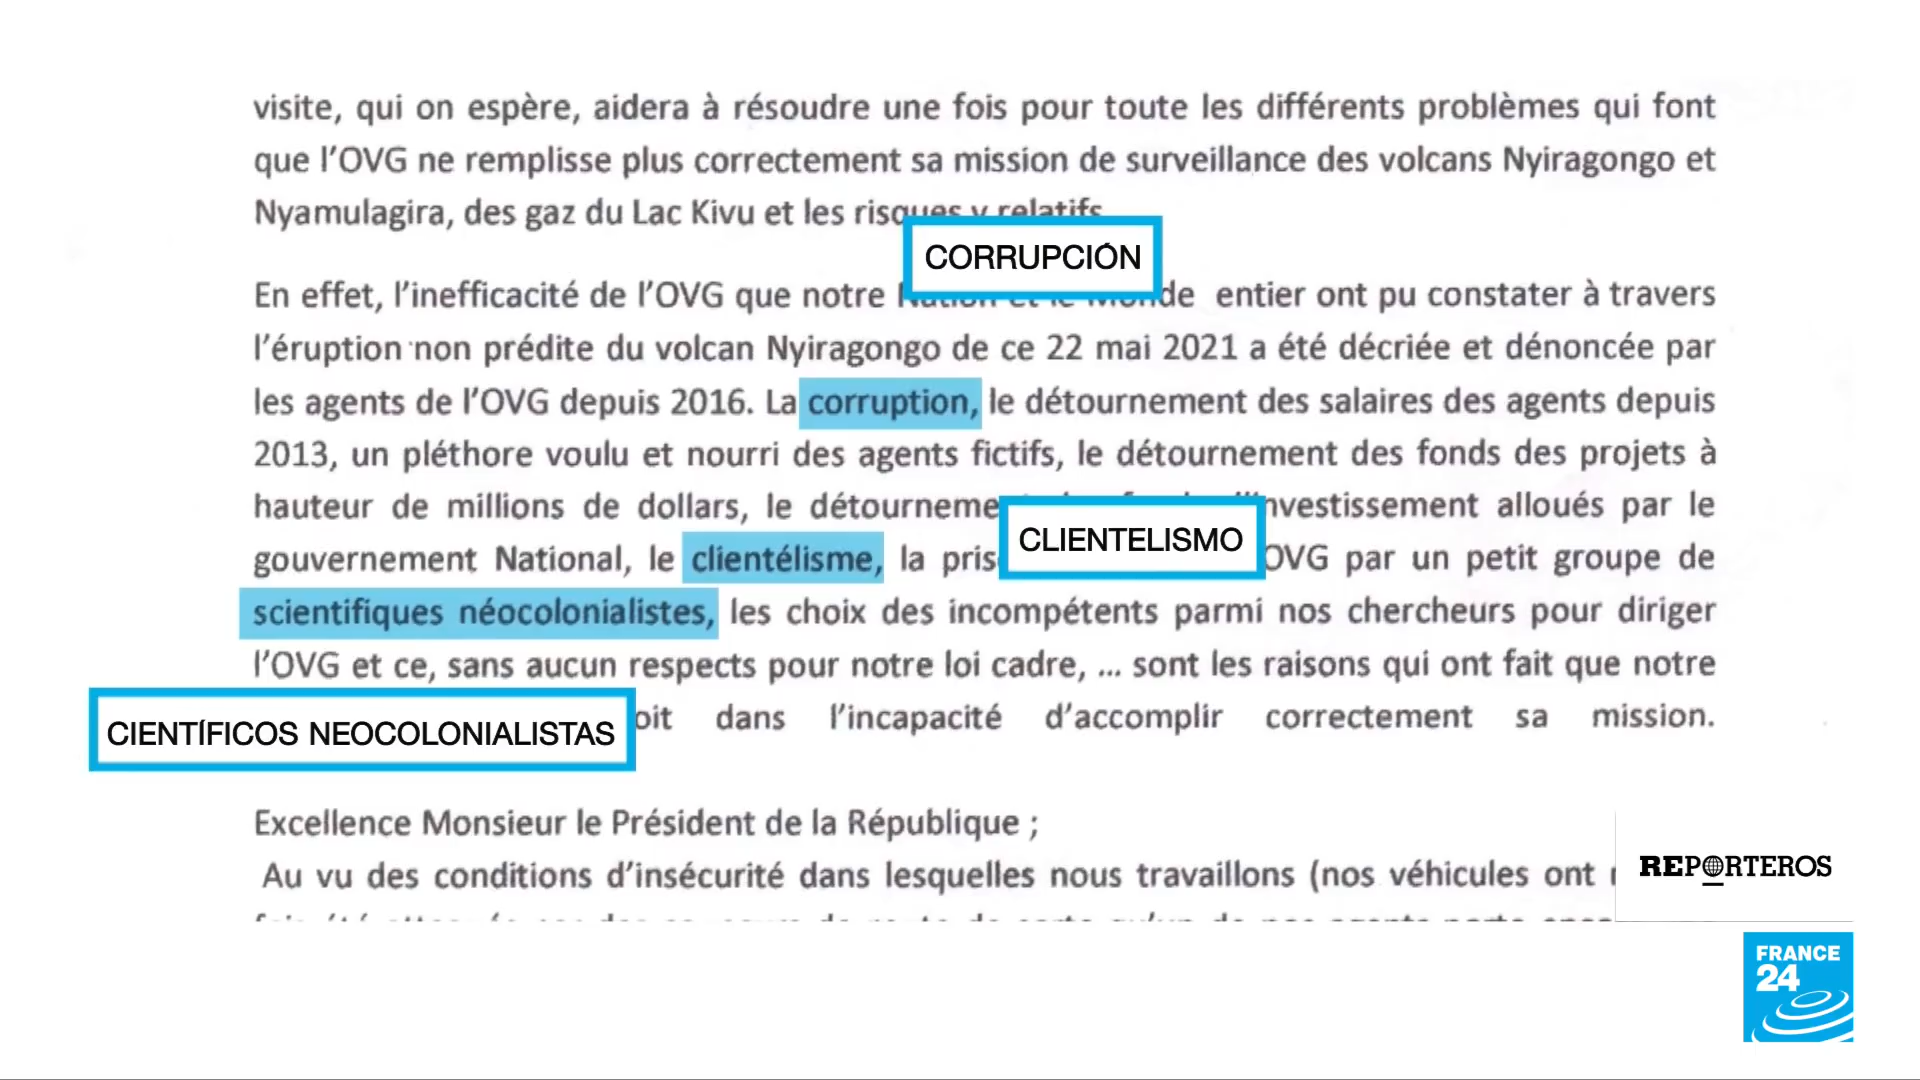 visite, qui on espère, aidera à résoudre une fois pour toute les différents problèmes qui font
que l'OVG ne remplisse plus correctement sa mission de surveillance des volcans Nyiragongo et
Nyamulagira, des gaz du Lac Kivu et les risques y relatifs
CORRUPCIÓN
En effet, l'inefficacité de l'OVG que notre Nation et le Monde entier ont pu constater à travers
l'éruption non prédite du volcan Nyiragongo de ce 22 mai 2021 a été décriée et dénoncée par
les agents de l'OVG depuis 2016. La corruption, le détournement des salaires des agents depuis
2013, un pléthore voulu et nourri des agents fictifs, le détournement des fonds des projets à
hauteur de millions de dollars, le détournement d'investissement alloués par le
CLIENTELISMO
gouvernement National, le clientélisme, la OVG par un petit groupe de
scientifiques néocolonialistes, les choix des incompétents parmi nos chercheurs pour diriger
l'OVG et ce, sans aucun respects pour notre loi cadre, ... sont les raisons qui ont fait que notre
CIENTÍFICOS NEOCOLONIALISTAS
dans l'incapacité d'accomplir correctement sa mission.
Excellence Monsieur le Président de la République ;
Au vu des conditions d'insécurité dans lesquelles nous travaillons (nos véhicules ont
REPORTEROS
FRANCE
24